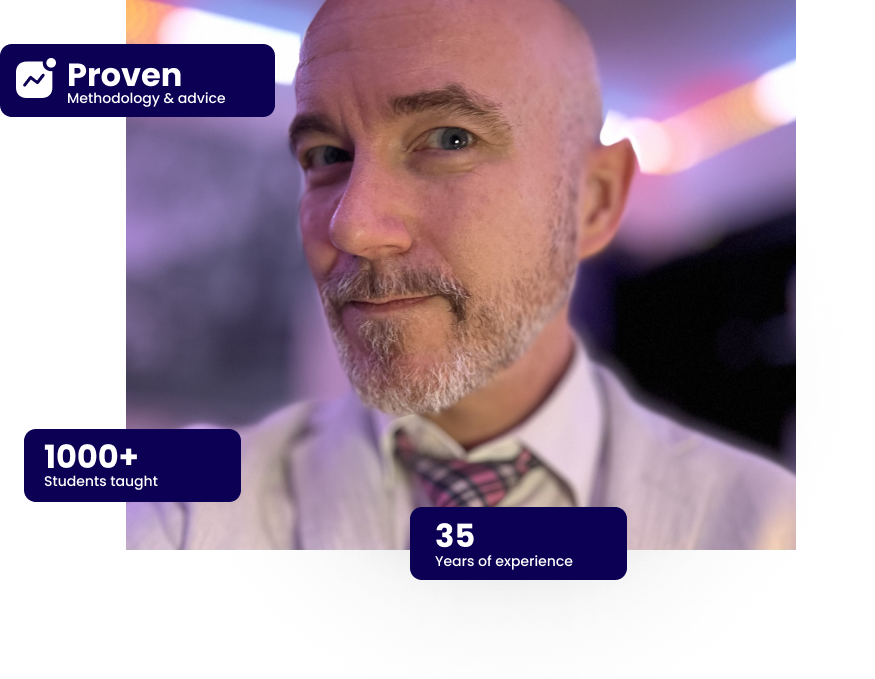 Proven
Methodology & advice
1000+
Students taught
35
Years of experience